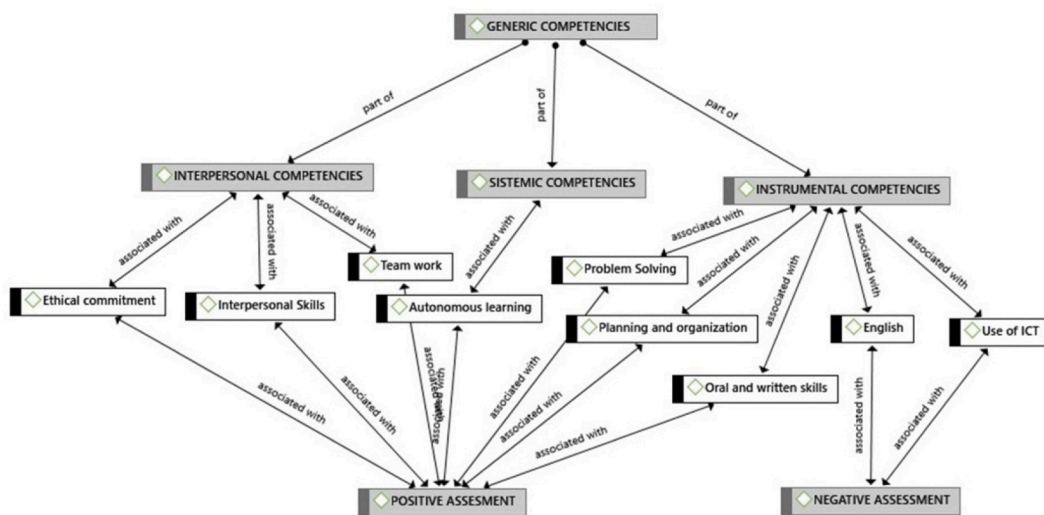 GENERIC COMPETENCIES
part of
part of
part of
INTERPERSONAL COMPETENCIES
SISTEMIC COMPETENCIES
INSTRUMENTAL COMPETENCIES
associated with
associated with
associated with
associated with
associated with
associated with
associated with
associated with
associated with
Team work
Problem Solving
Ethical commitment
Interpersonal Skills
Autonomous learning
Planning and organization
English
Use of ICT
Oral and written skills
associated with
associated with
associated with
associated with
associated with
associated with
associated with
associated with
POSITIVE ASSESMENT
NEGATIVE ASSESSMENT